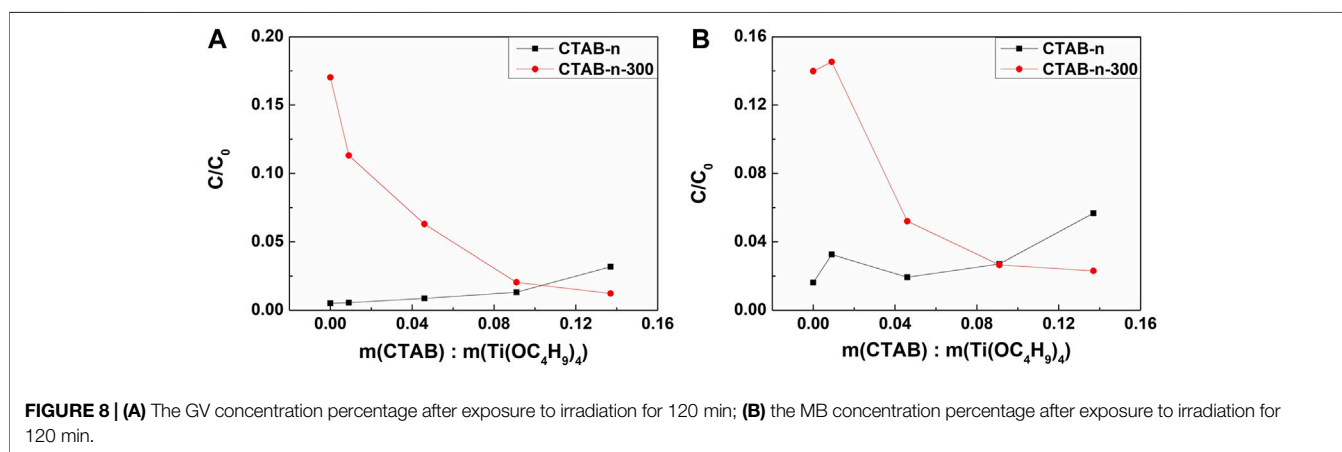 A
0.20
0.15
0.10
0.05
0.00
C/C₀
CTAB-n
CTAB-n-300
0.00 0.04 0.08 0.12 0.16
m(CTAB) : m(Ti(OC₄H₉)₄)
B
0.16
0.12
0.08
0.04
0.00
C/C₀
CTAB-n
CTAB-n-300
0.00 0.04 0.08 0.12 0.16
m(CTAB) : m(Ti(OC₄H₉)₄)
FIGURE 8 | (A) The GV concentration percentage after exposure to irradiation for 120 min; (B) the MB concentration percentage after exposure to irradiation for
120 min.